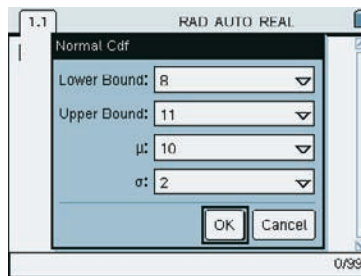 1.1 RAD AUTO REAL
Normal Cdf
Lower Bound: 8
Upper Bound: 11
μ: 10
σ: 2
OK Cancel
0/99